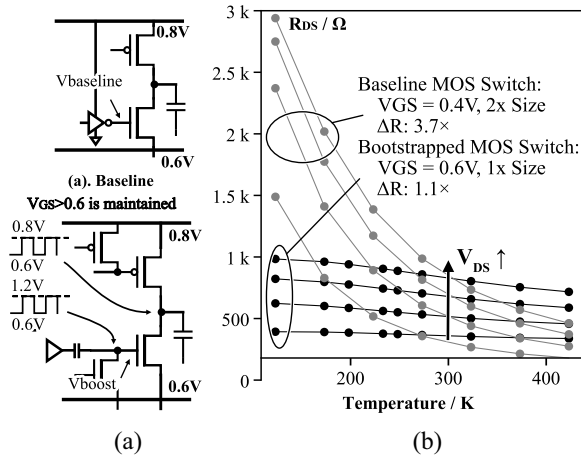 0.8V
Vbaseline
0.6V
(a). Baseline
VGS>0.6 is maintained
0.8V
0.8V
0.6V
1.2V
0.6V
Vboost
0.6V
(a)
3 k
2.5 k
2 k
1.5 k
1 k
500
0
RDS / Ω
Baseline MOS Switch:
VGS = 0.4V, 2x Size
ΔR: 3.7×
Bootstrapped MOS Switch:
VGS = 0.6V, 1x Size
ΔR: 1.1×
VDS ↑
200 300 400
Temperature / K
(b)